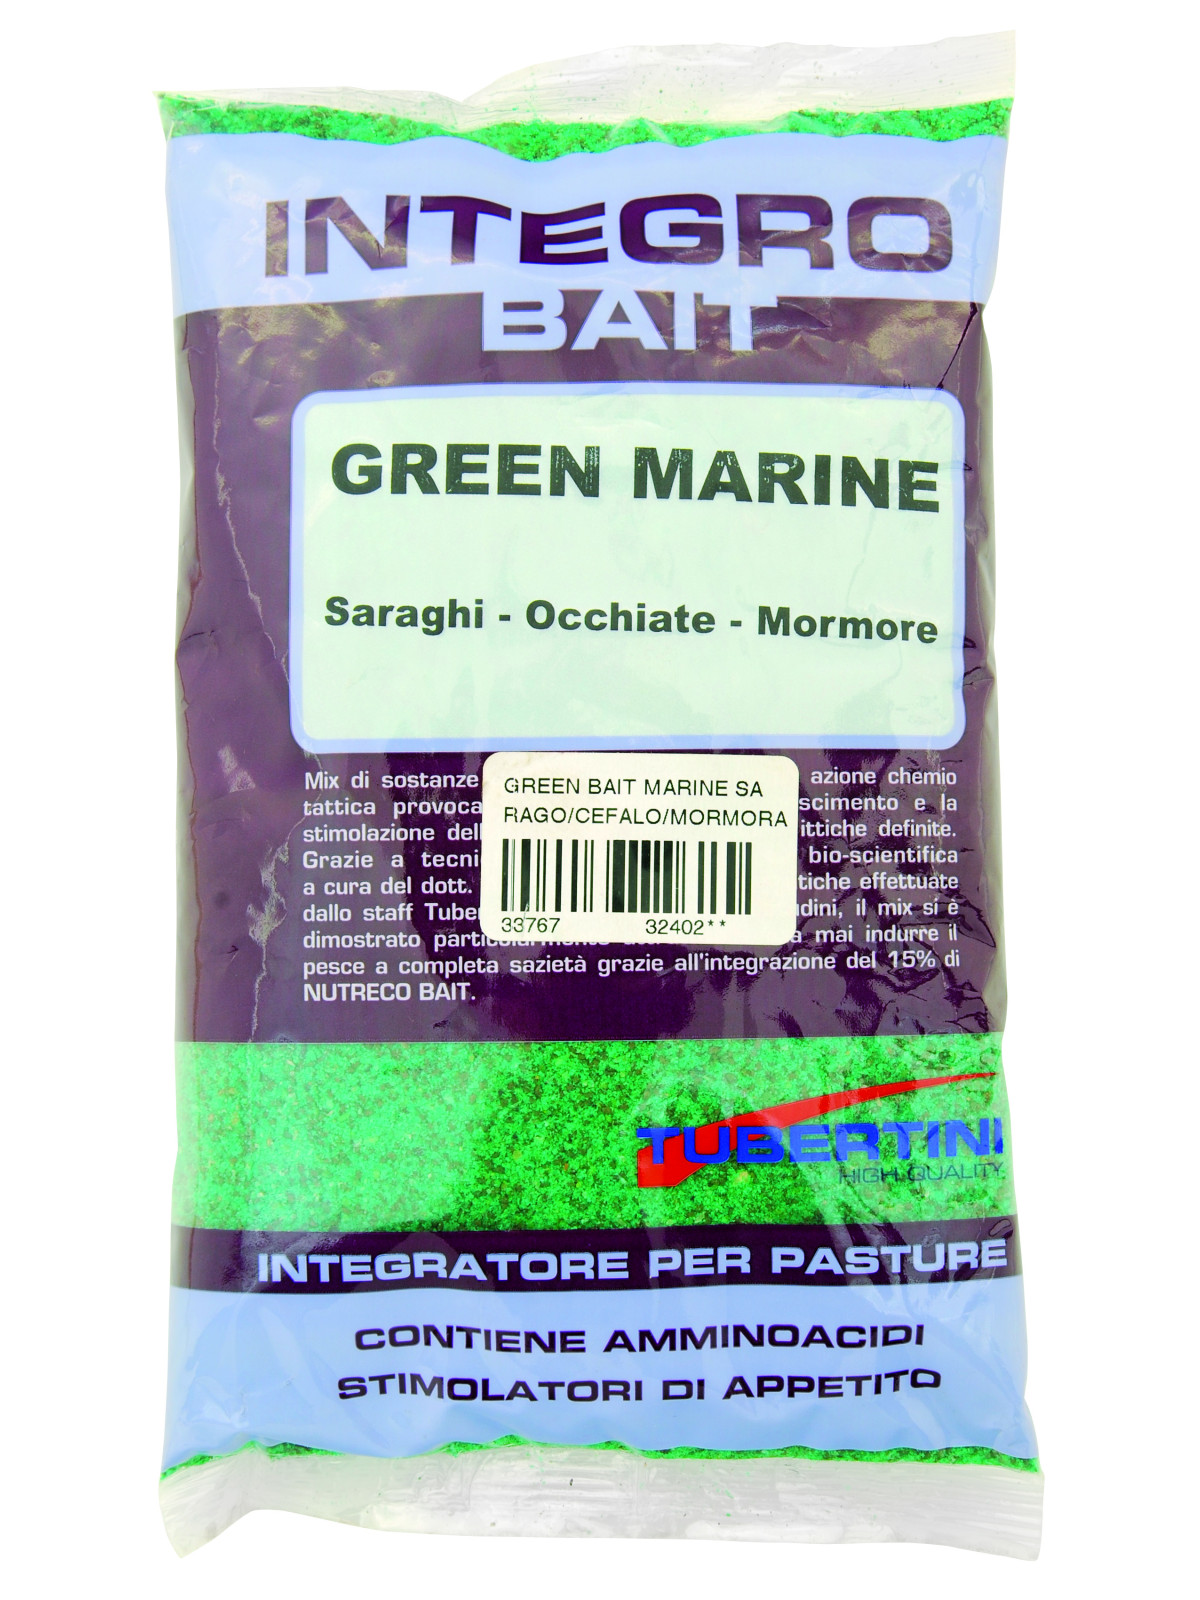 INTEGRO
BAIT
GREEN MARINE
Saraghi - Occhiate - Mormore
Mix di sostanze azione chemio
tattica provoca scimento e la
stimolazione dell ittiche definite.
Grazie a tecni bio-scientifica
a cura del dott. tiche effettuate
dallo staff Tuber udini, il mix si è
dimostrato mai indurre il
pesce a completa sazietà grazie all'integrazione del 15% di
NUTRECO BAIT.
GREEN BAIT MARINE SA
RAGO/CEFALO/MORMORA
33767 32402**
TUBERTINI
HIGH QUALITY
INTEGRATORE PER PASTURE
CONTIENE AMMINOACIDI
STIMOLATORI DI APPETITO